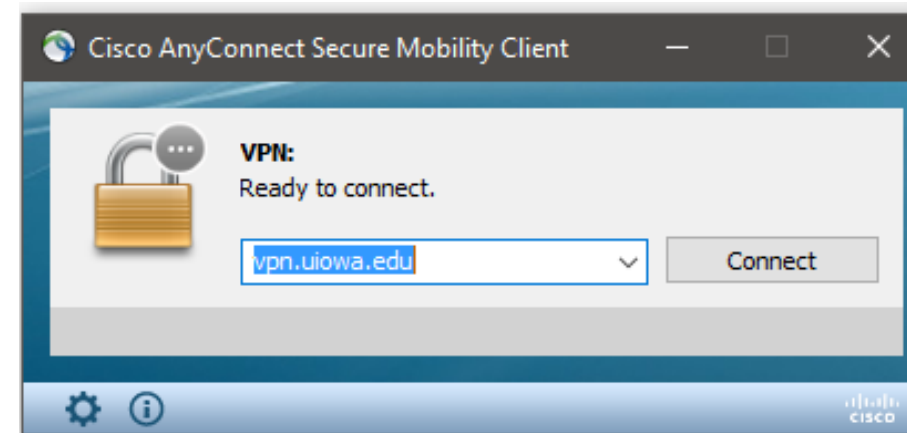 Cisco AnyConnect Secure Mobility Client
VPN:
Ready to connect.
vpn.uiowa.edu
Connect
CISCO